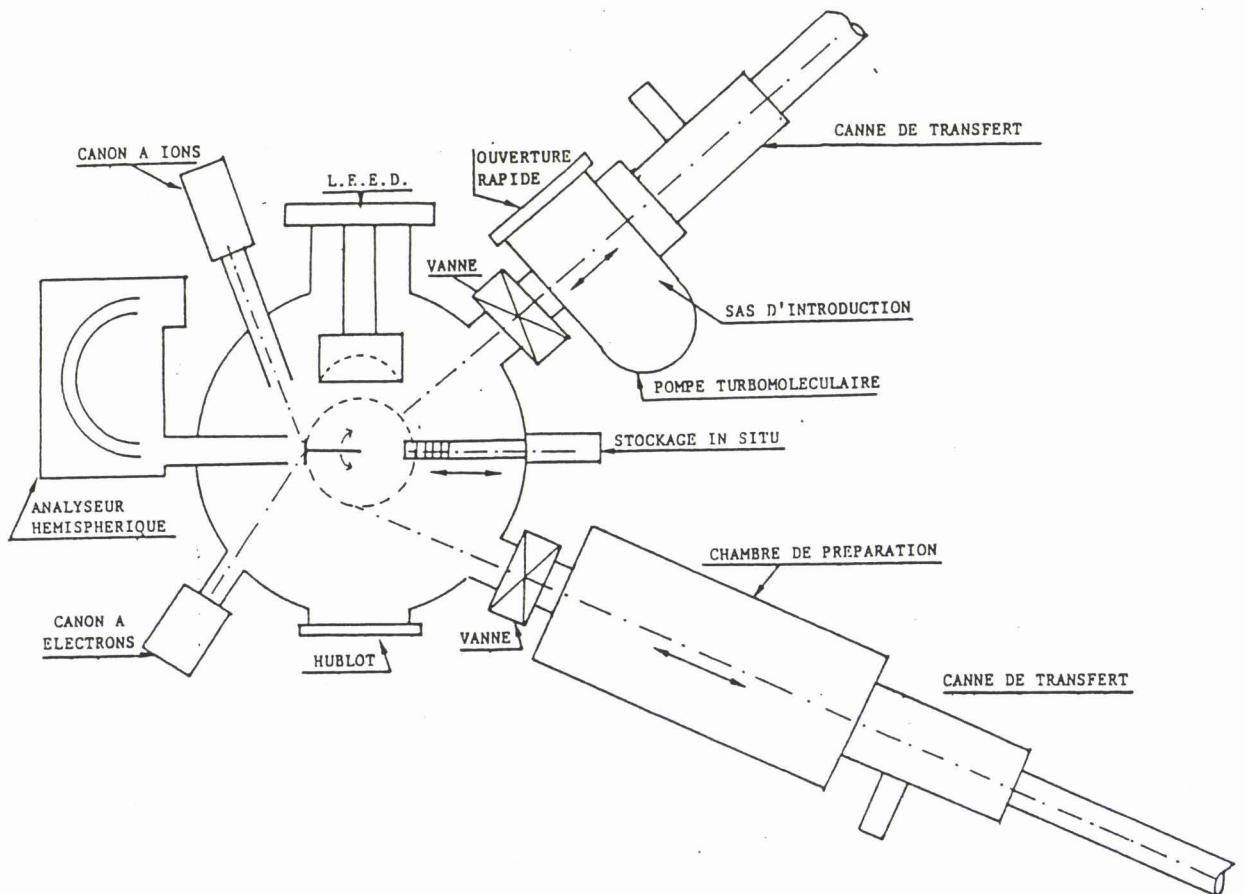 CANNE DE TRANSFERT
CANON A IONS
OUVERTURE
RAPIDE
L.E.E.D.
VANNE
SAS D'INTRODUCTION
POMPE TURBOMOLECULAIRE
STOCKAGE IN SITU
ANALYSEUR
HEMISPHERIQUE
CHAMBRE DE PREPARATION
CANON A
ELECTRONS
HUBLOT
VANNE
CANNE DE TRANSFERT